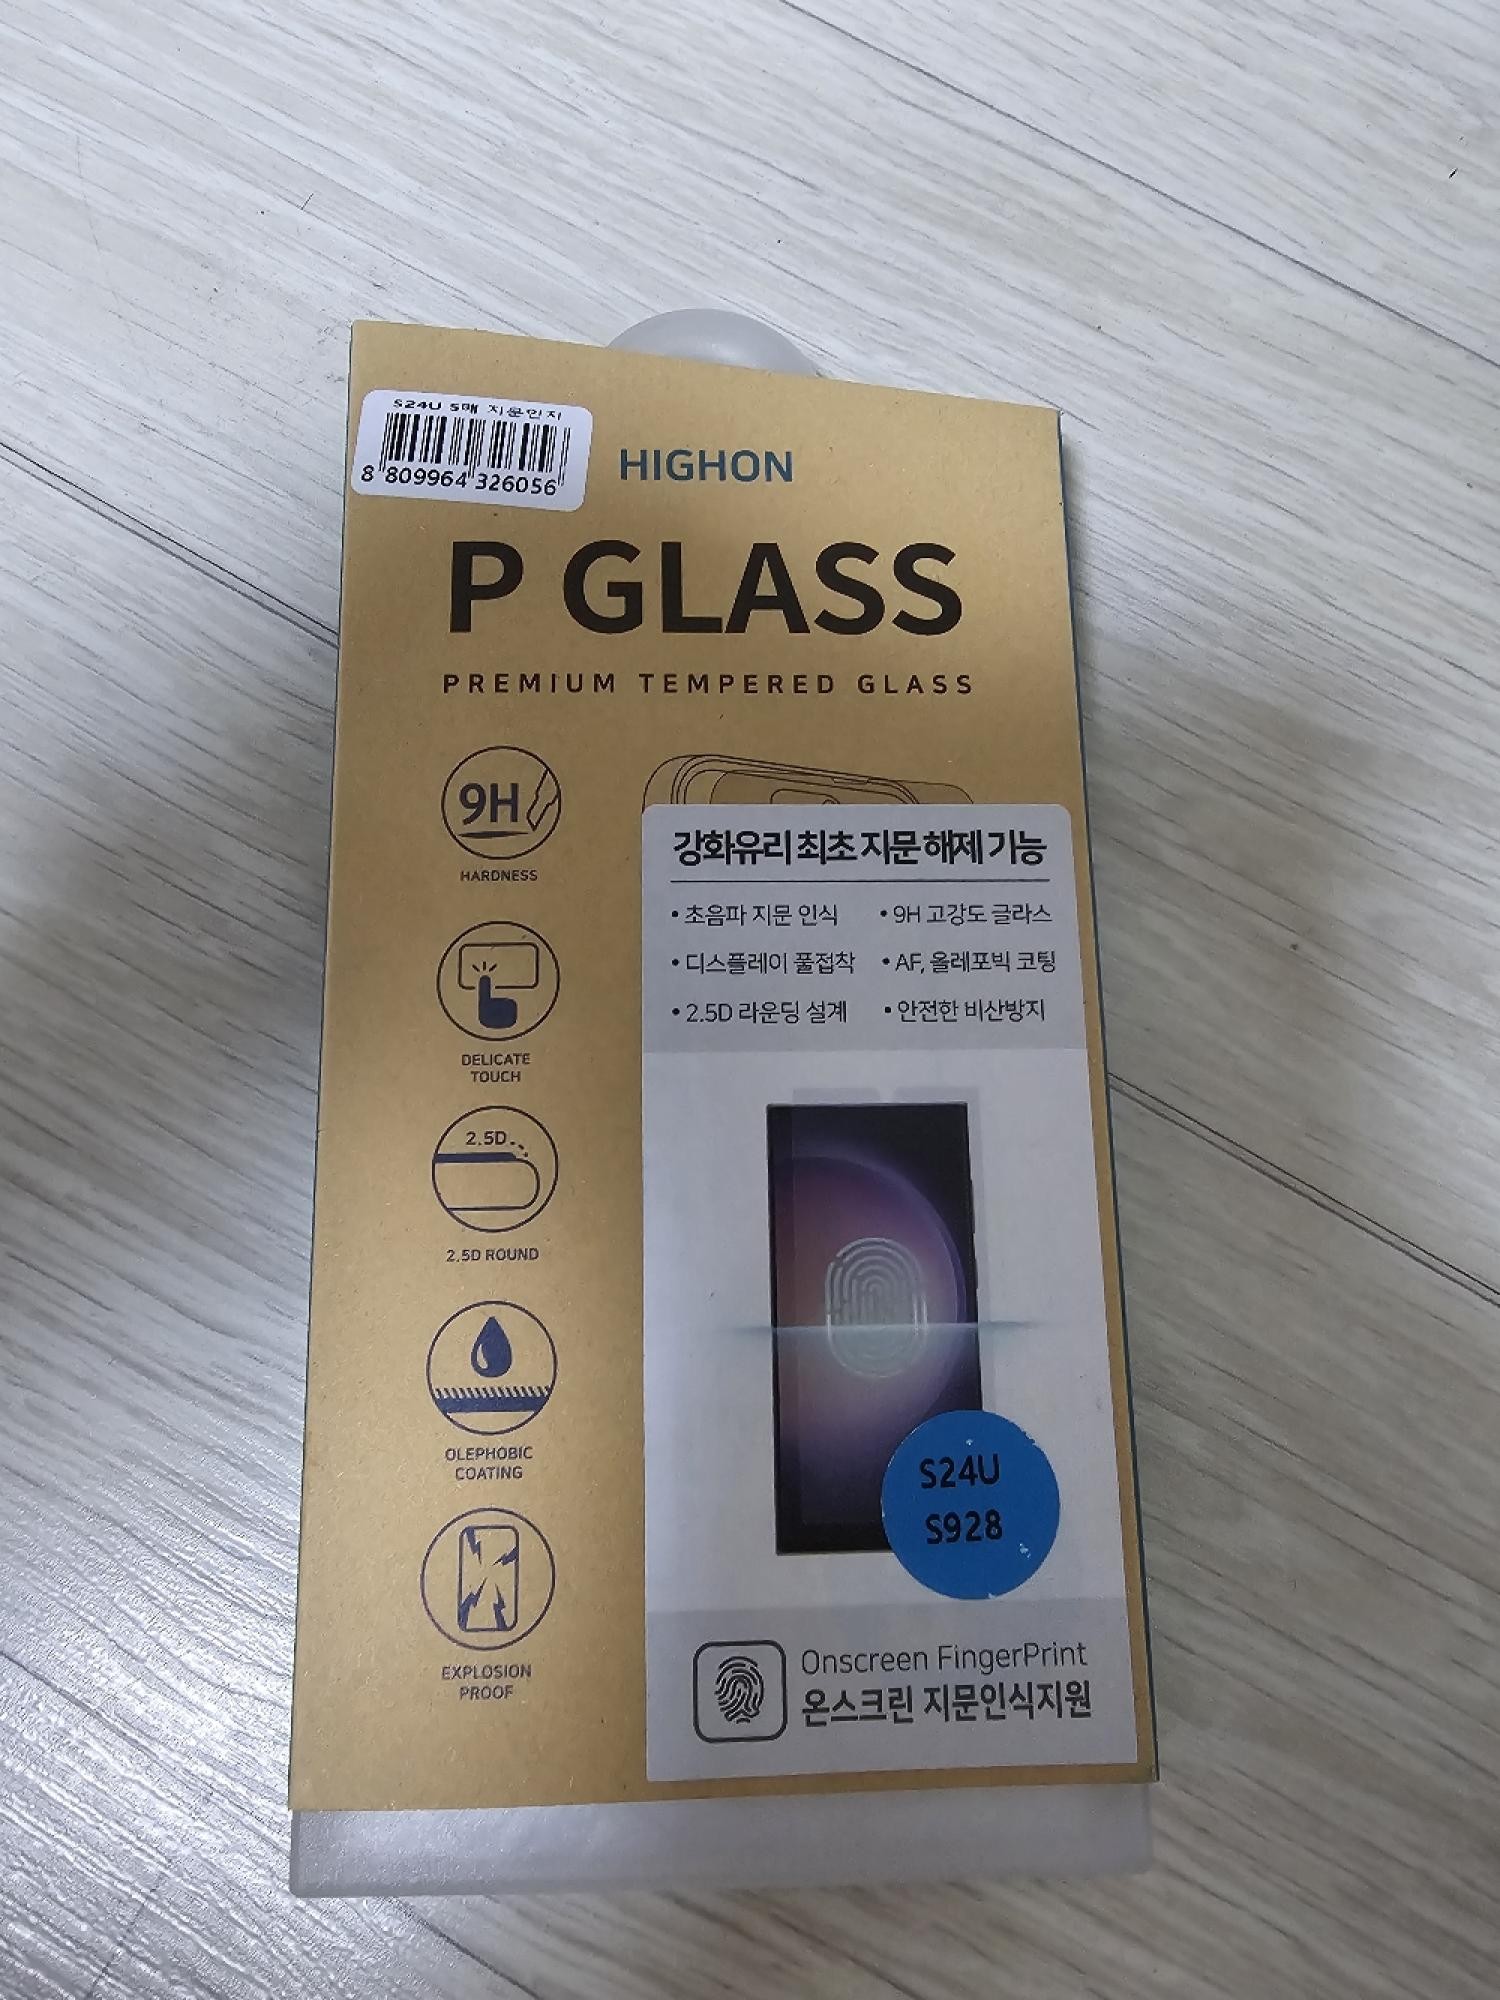 S24U 5매 지문인지
8 809964 326056
HIGHON
P GLASS
PREMIUM TEMPERED GLASS
9H
HARDNESS
DELICATE
TOUCH
2.5D
2.5D ROUND
OLEPHOBIC
COATING
EXPLOSION
PROOF
강화유리 최초 지문 해제 가능
• 초음파 지문 인식 • 9H 고강도 글라스
• 디스플레이 풀접착 • AF, 올레포빅 코팅
• 2.5D 라운딩 설계 • 안전한 비산방지
S24U
S928
Onscreen FingerPrint
온스크린 지문인식지원